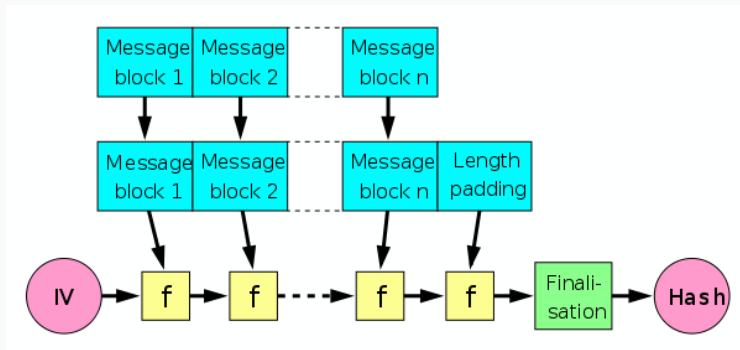 Message Message Message
block 1 block 2 block n
Message Message Message Length
block 1 block 2 block n padding
IV f f f f Finali- Hash
sation